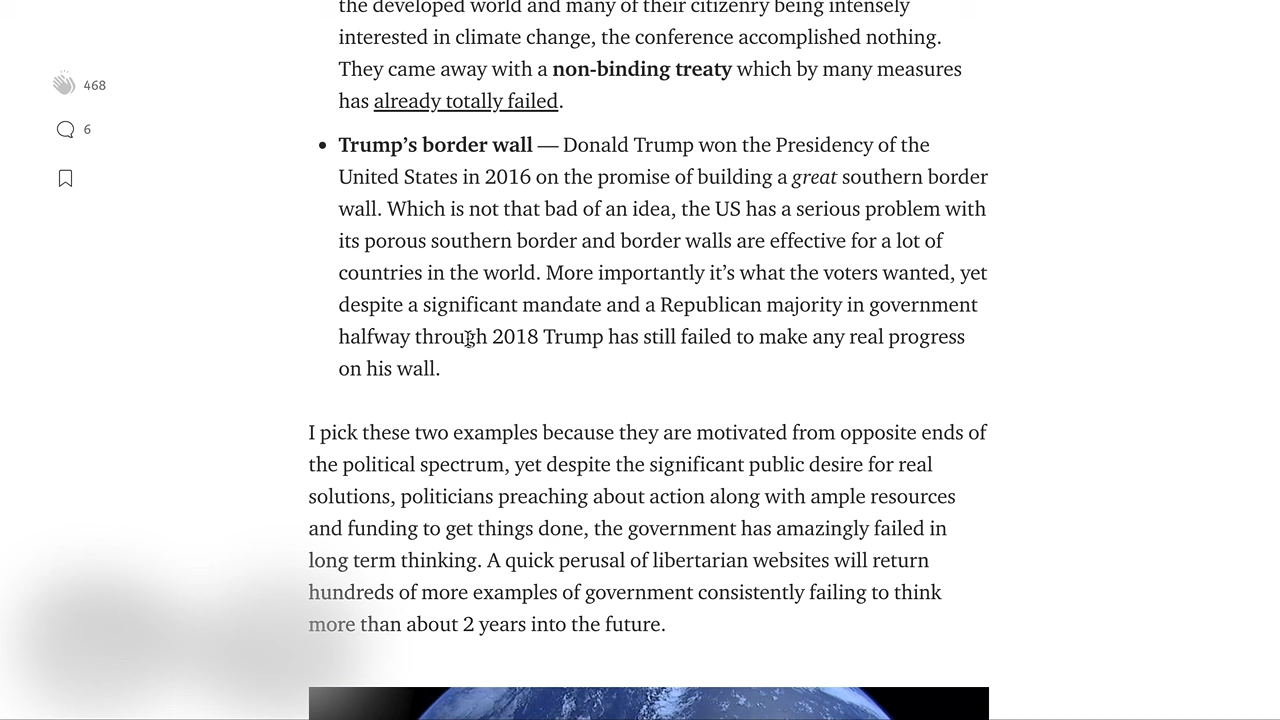 the developed world and many of their citizenry being intensely
interested in climate change, the conference accomplished nothing.
They came away with a non-binding treaty which by many measures
has already totally failed.
468
6
• Trump’s border wall — Donald Trump won the Presidency of the
United States in 2016 on the promise of building a great southern border
wall. Which is not that bad of an idea, the US has a serious problem with
its porous southern border and border walls are effective for a lot of
countries in the world. More importantly it’s what the voters wanted, yet
despite a significant mandate and a Republican majority in government
halfway through 2018 Trump has still failed to make any real progress
on his wall.
I pick these two examples because they are motivated from opposite ends of
the political spectrum, yet despite the significant public desire for real
solutions, politicians preaching about action along with ample resources
and funding to get things done, the government has amazingly failed in
long term thinking. A quick perusal of libertarian websites will return
hundreds of more examples of government consistently failing to think
more than about 2 years into the future.